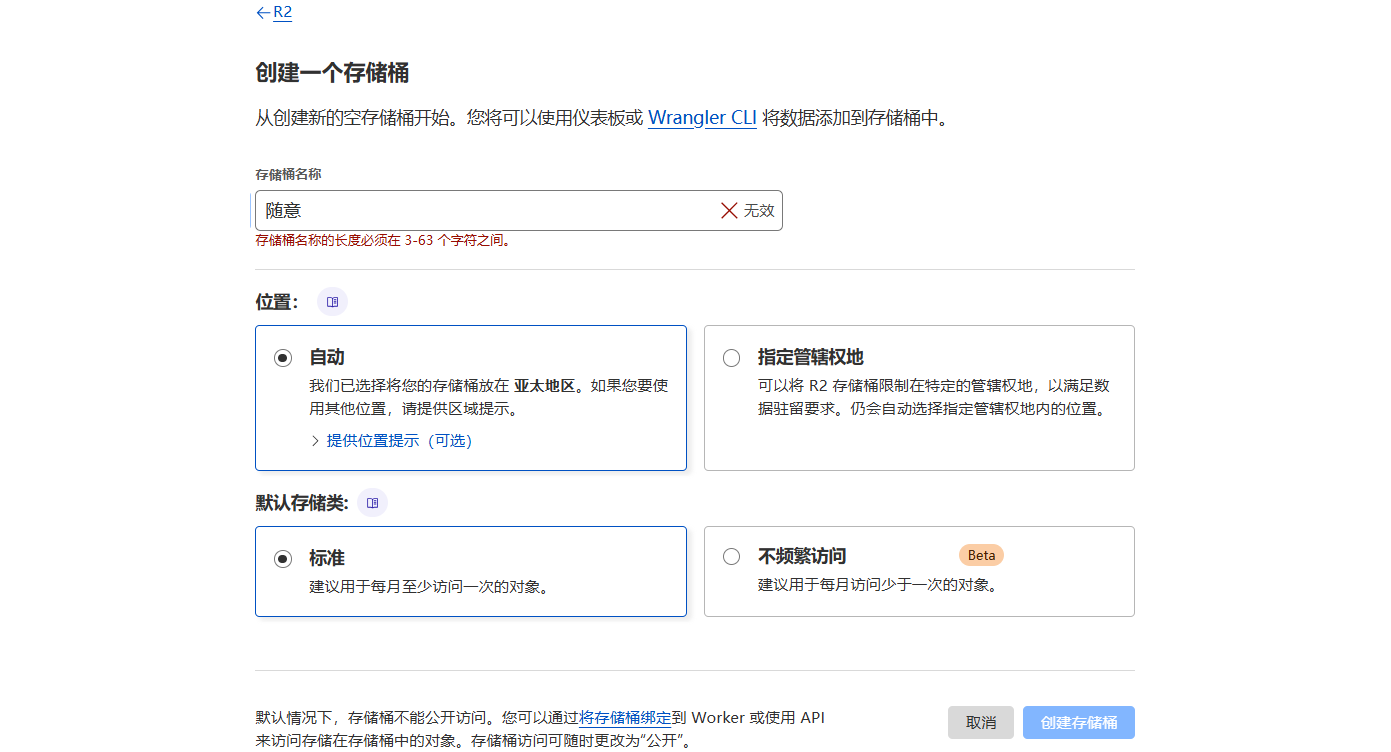 R2
创建一个存储桶
从创建新的空存储桶开始。您将可以使用仪表板或 Wrangler CLI 将数据添加到存储桶中。
存储桶名称
随意
无效
存储桶名称的长度必须在 3-63 个字符之间。
位置：
自动
我们已选择将您的存储桶放在 亚太地区。如果您要使
用其他位置，请提供区域提示。
提供位置提示（可选）
指定管辖权地
可以将 R2 存储桶限制在特定的管辖权地，以满足数
据驻留要求。仍会自动选择指定管辖权地内的位置。
默认存储类:
标准
建议用于每月至少访问一次的对象。
不频繁访问
Beta
建议用于每月访问少于一次的对象。
默认情况下，存储桶不能公开访问。您可以通过将存储桶绑定到 Worker 或使用 API
来访问存储在存储桶中的对象。存储桶访问可随时更改为“公开”。
取消
创建存储桶